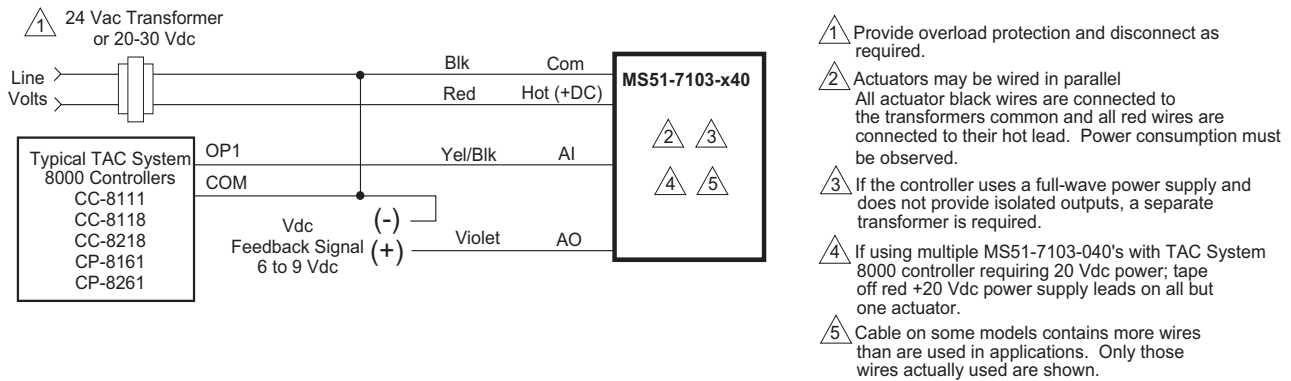 1
24 Vac Transformer
or 20-30 Vdc
Line
Volts
Blk
Com
Red
Hot (+DC)
MS51-7103-x40
2
3
4
5
Typical TAC System
8000 Controllers
CC-8111
CC-8118
CC-8218
CP-8161
CP-8261
OP1
COM
Yel/Blk
AI
Vdc
Feedback Signal
6 to 9 Vdc
(-)
(+)
Violet
AO
1 Provide overload protection and disconnect as
required.
2 Actuators may be wired in parallel
All actuator black wires are connected to
the transformers common and all red wires are
connected to their hot lead. Power consumption must
be observed.
3 If the controller uses a full-wave power supply and
does not provide isolated outputs, a separate
transformer is required.
4 If using multiple MS51-7103-040's with TAC System
8000 controller requiring 20 Vdc power; tape
off red +20 Vdc power supply leads on all but
one actuator.
5 Cable on some models contains more wires
than are used in applications. Only those
wires actually used are shown.